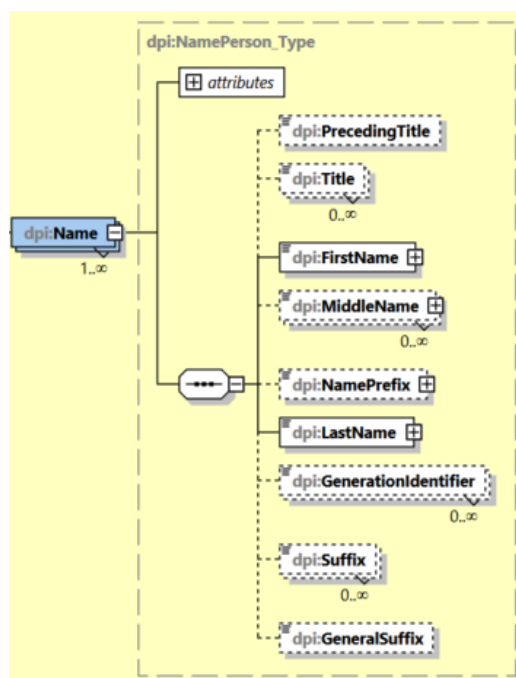 dpi:NamePerson_Type
attributes
dpi:PrecedingTitle
dpi:Title
0..∞
dpi:Name
1..∞
dpi:FirstName
dpi:MiddleName
0..∞
dpi:NamePrefix
dpi:LastName
dpi:GenerationIdentifier
0..∞
dpi:Suffix
0..∞
dpi:GeneralSuffix